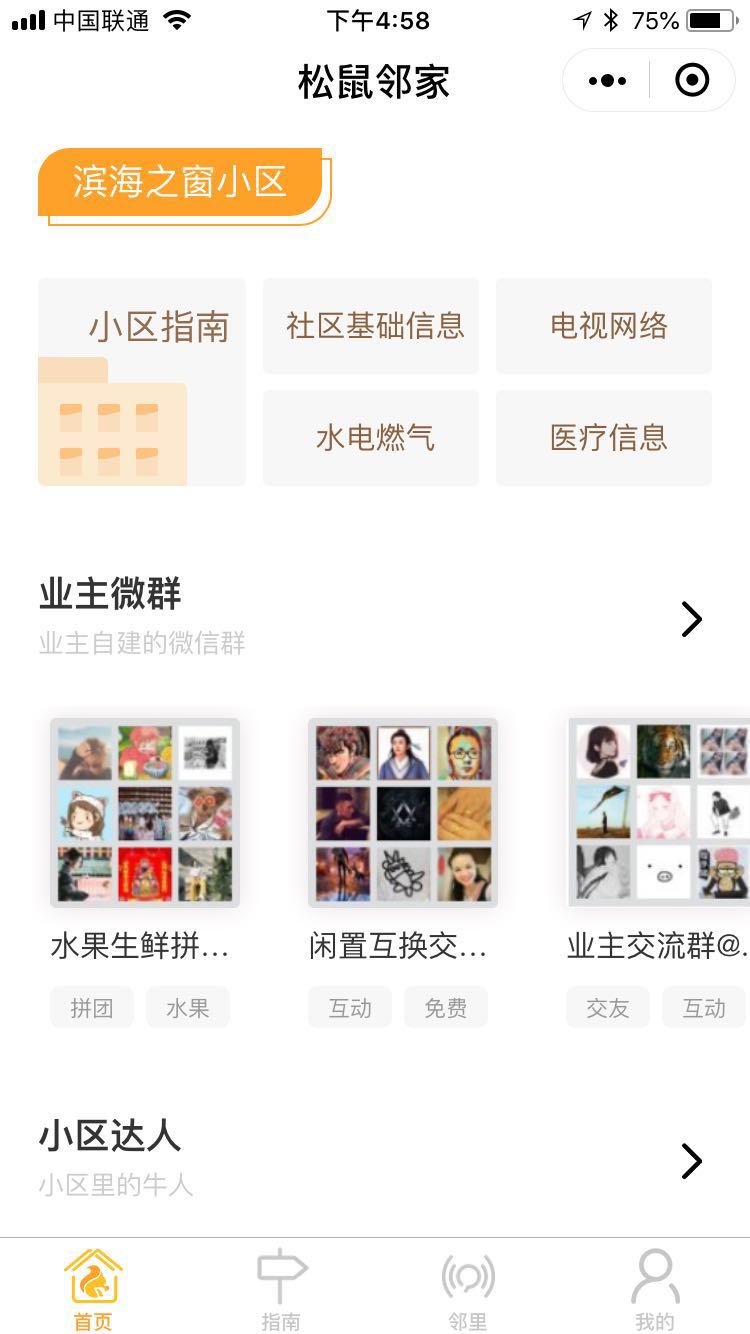 中国联通
下午4:58
75%
松鼠邻家
滨海之窗小区
小区指南
社区基础信息
电视网络
水电燃气
医疗信息
业主微群
业主自建的微信群
水果生鲜拼...
闲置互换交...
业主交流群@.
拼团
水果
互动
免费
交友
互动
小区达人
小区里的牛人
首页
指南
邻里
我的